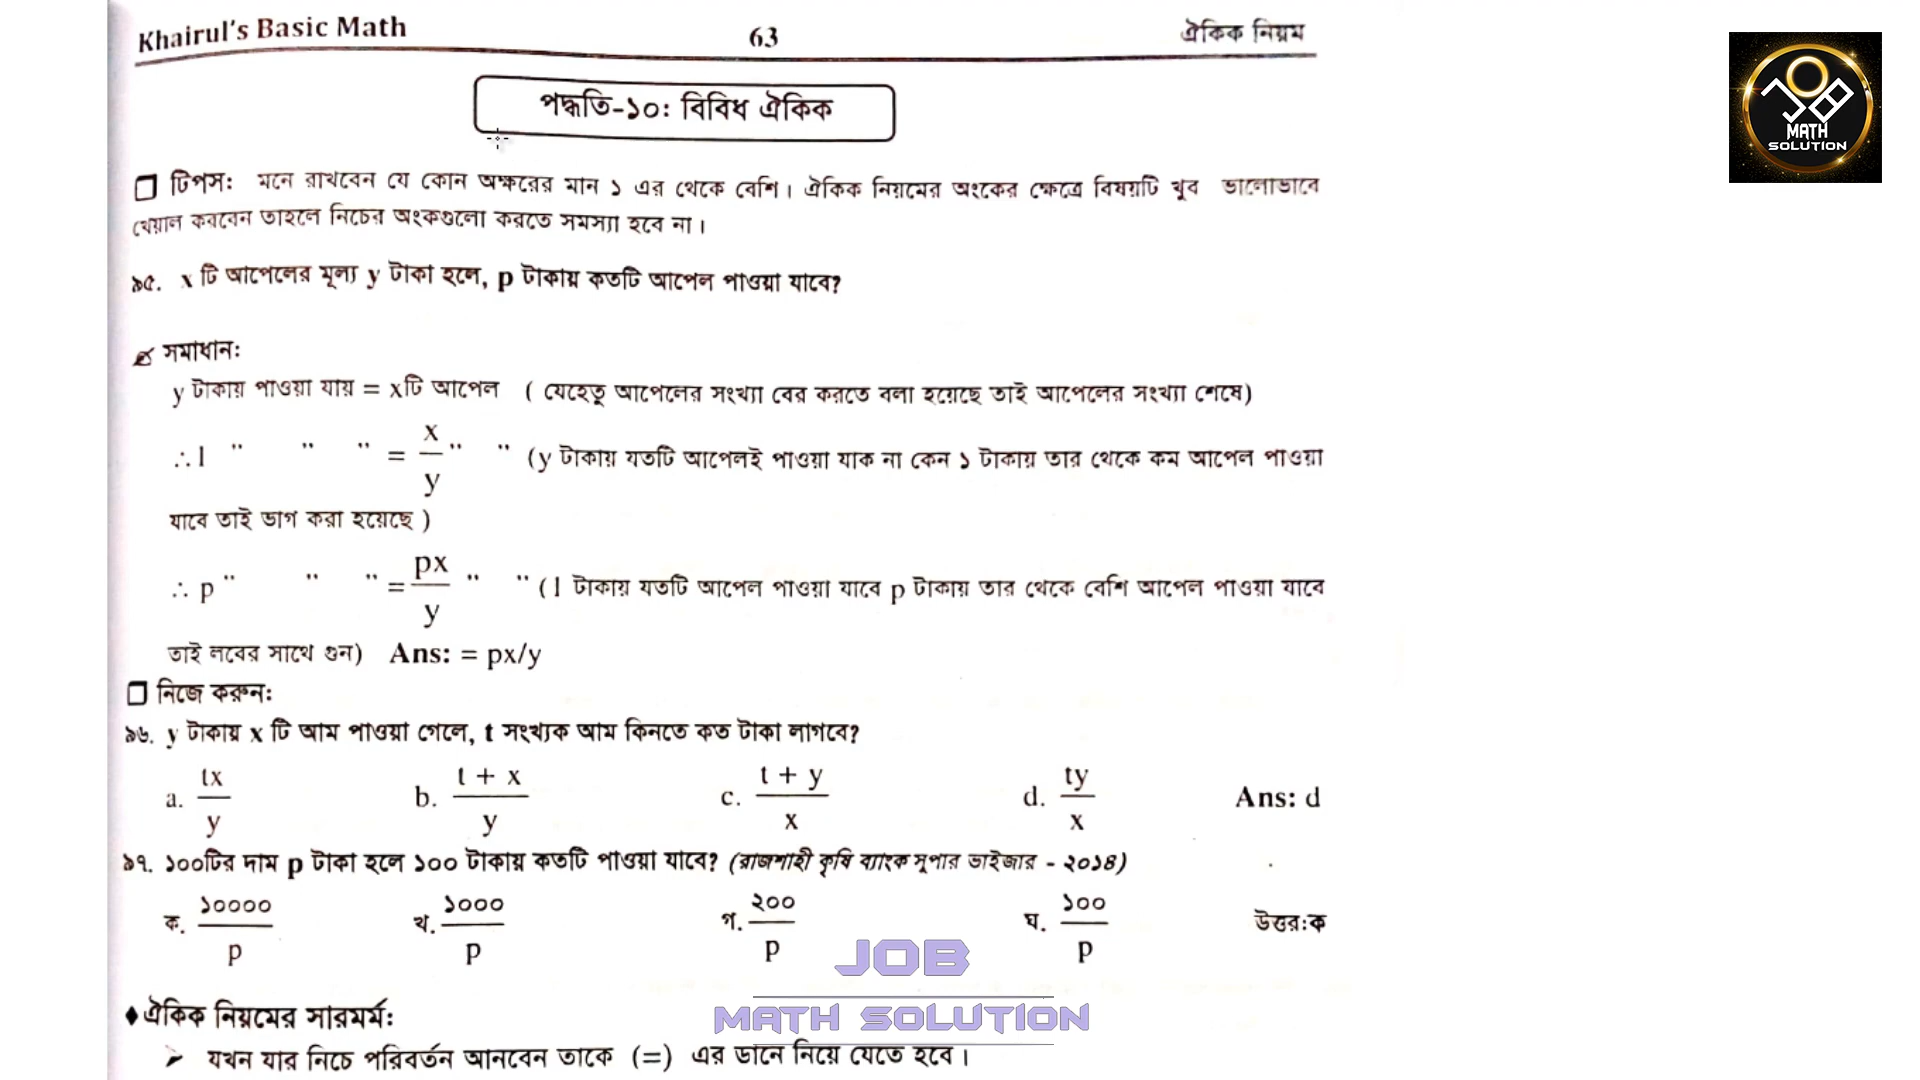 Khairul's Basic Math 63 ঐকিক নিয়ম
পদ্ধতি-১০: বিবিধ ঐকিক
MATH
SOLUTION
❒ টিপস: মনে রাখবেন যে কোন অক্ষরের মান ১ এর থেকে বেশি। ঐকিক নিয়মের অংকের ক্ষেত্রে বিষয়টি খুব ভালোভাবে
খেয়াল করবেন তাহলে নিচের অংকগুলো করতে সমস্যা হবে না।
৯৫. x টি আপেলের মূল্য y টাকা হলে, p টাকায় কতটি আপেল পাওয়া যাবে?
সমাধান:
y টাকায় পাওয়া যায় = xটি আপেল ( যেহেতু আপেলের সংখ্যা বের করতে বলা হয়েছে তাই আপেলের সংখ্যা শেষে)
∴ 1 " " " = x/y " " (y টাকায় যতটি আপেলই পাওয়া যাক না কেন ১ টাকায় তার থেকে কম আপেল পাওয়া
যাবে তাই ভাগ করা হয়েছে )
∴ p " " " = px/y " " (1 টাকায় যতটি আপেল পাওয়া যাবে p টাকায় তার থেকে বেশি আপেল পাওয়া যাবে
তাই লবের সাথে গুন) Ans: = px/y
❒ নিজে করুন:
৯৬. y টাকায় x টি আম পাওয়া গেলে, t সংখ্যক আম কিনতে কত টাকা লাগবে?
a. tx/y b. t + x/y c. t + y/x d. ty/x Ans: d
৯৭. ১০০টির দাম p টাকা হলে ১০০ টাকায় কতটি পাওয়া যাবে? (রাজশাহী কৃষি ব্যাংক সুপার ভাইজার - ২০১৪)
ক. ১০০০০/p খ. ১০০০/p গ. ২০০/p ঘ. ১০০/p উত্তর:ক
JOB
MATH SOLUTION
♦ ঐকিক নিয়মের সারমর্ম:
➢ যখন যার নিচে পরিবর্তন আনবেন তাকে (=) এর ডানে নিয়ে যেতে হবে।